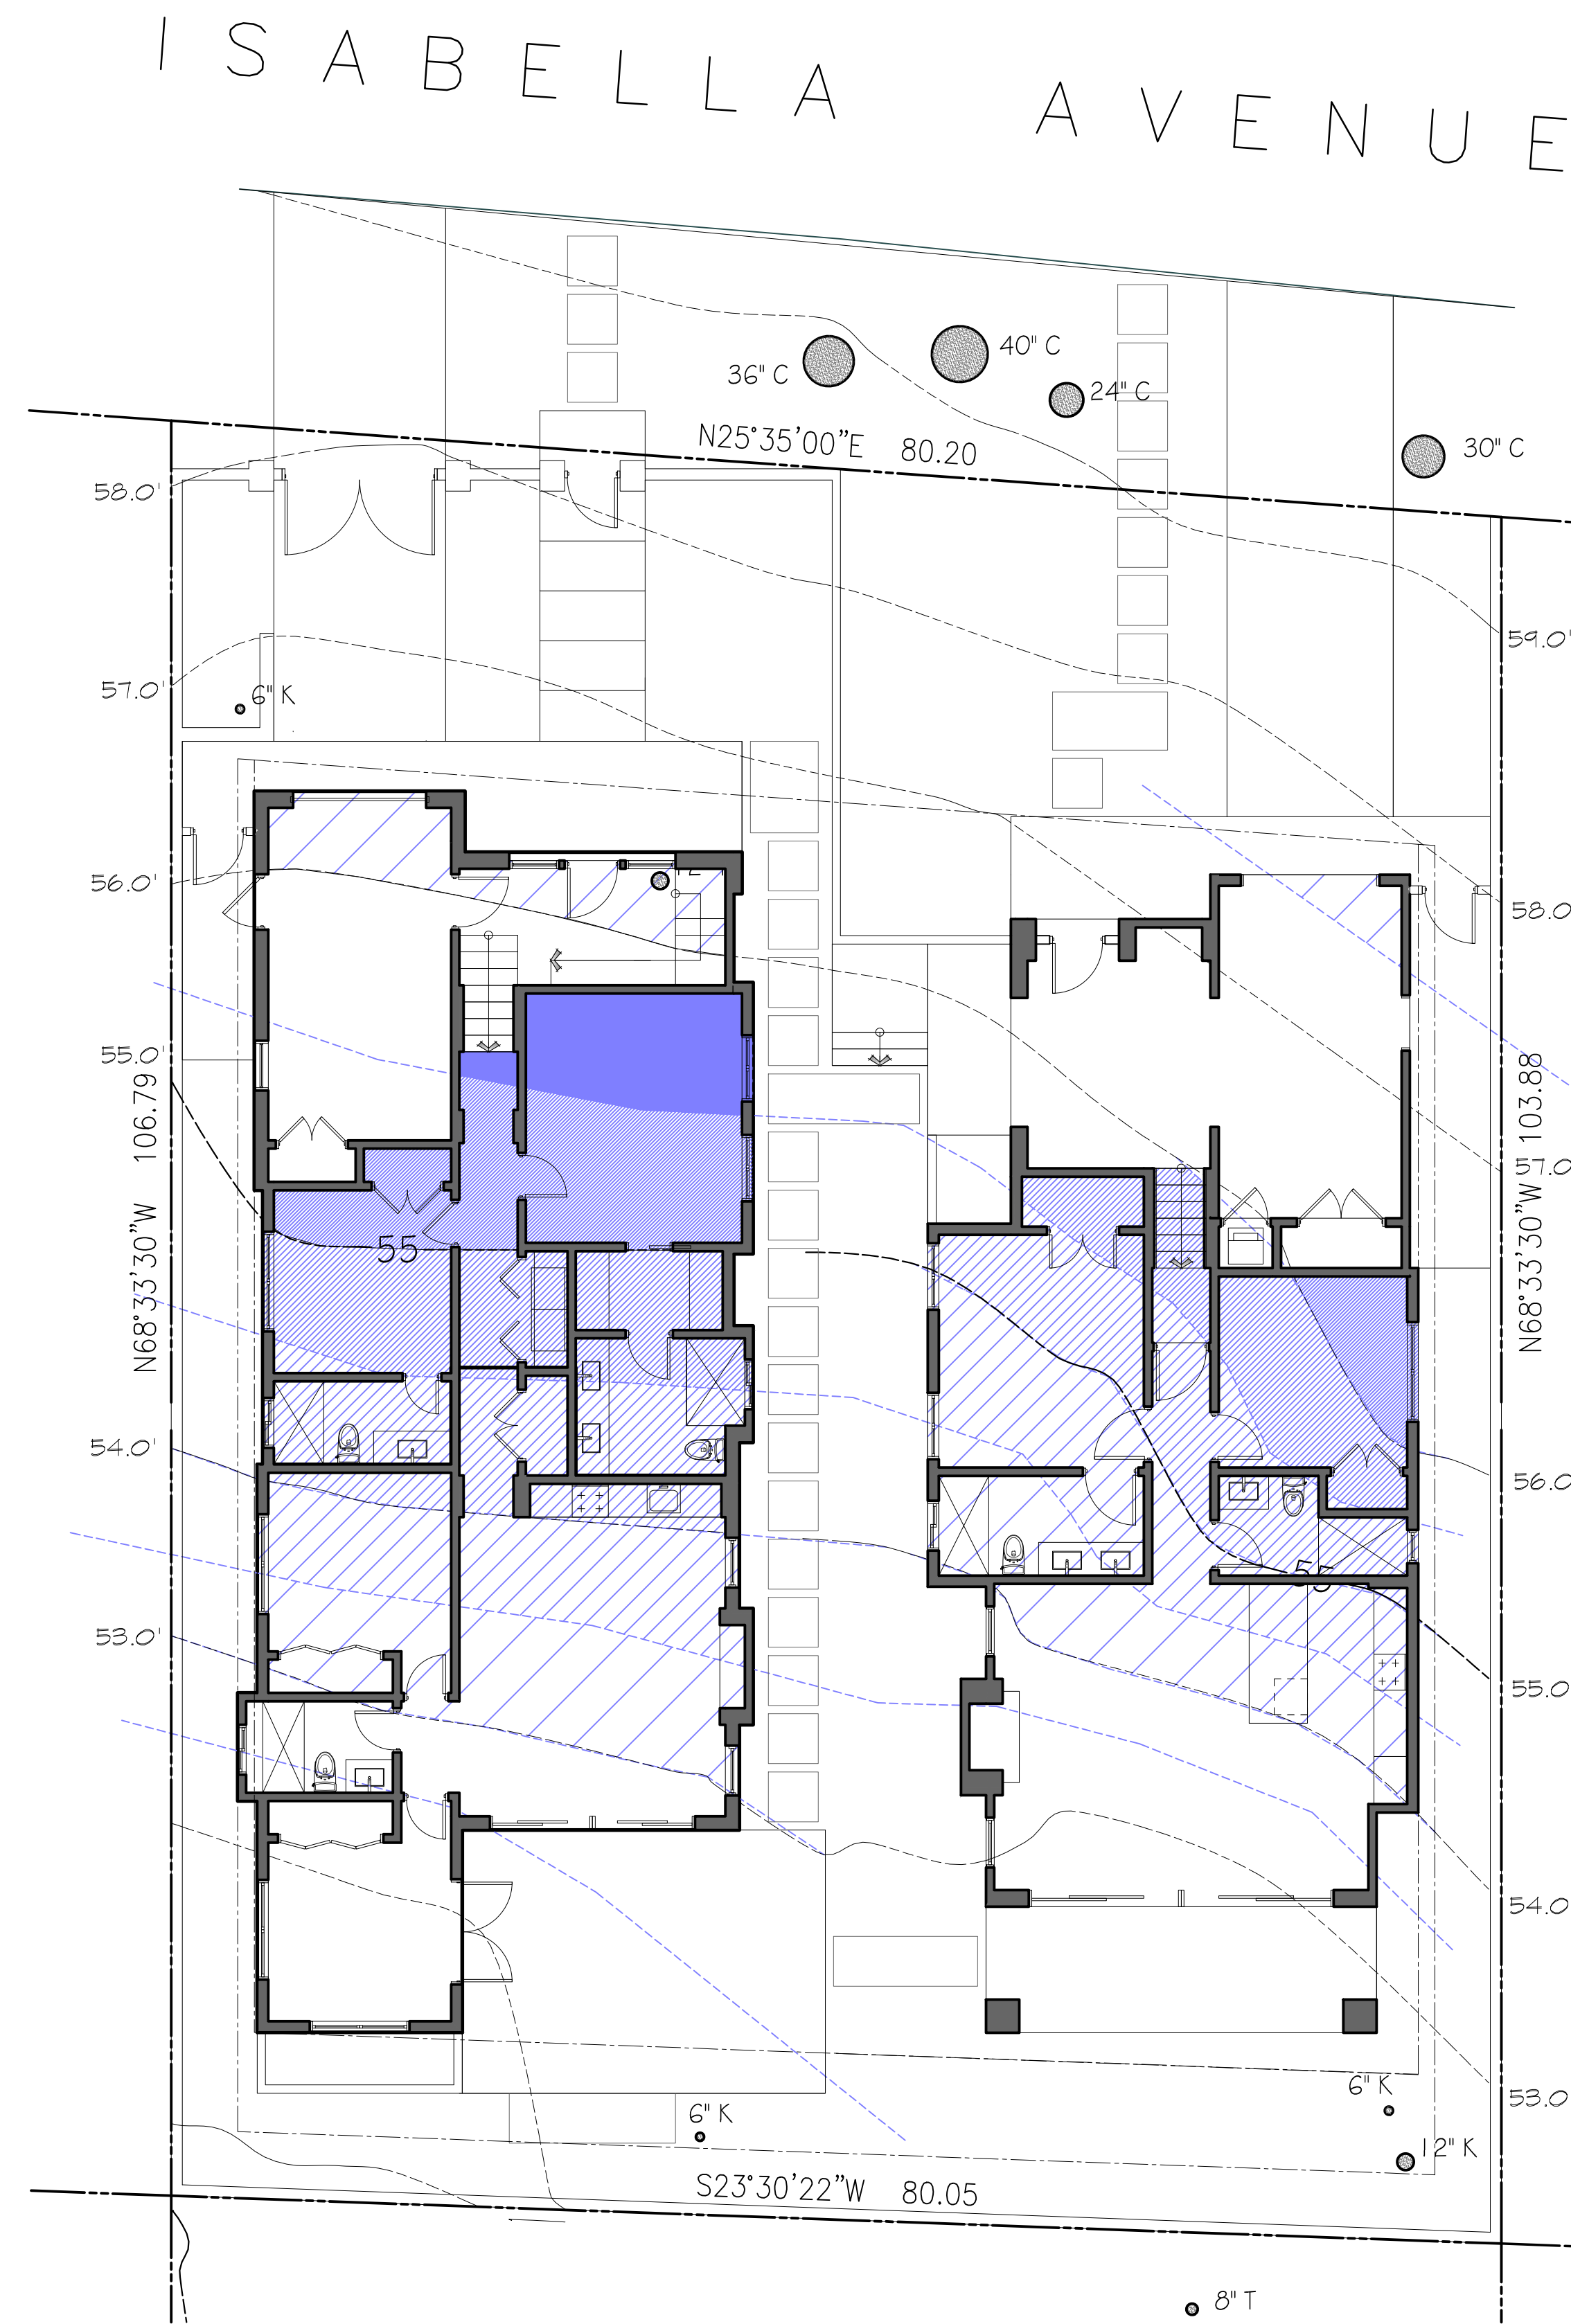 ISABELLA AVENUE
36" C
40" C
24" C
30" C
N25°35'00"E 80.20
58.0'
59.0'
57.0'
6" K
56.0'
58.0
55.0'
N68°33'30"W 106.79
N68°33'30"W 103.88
57.0
55
54.0'
56.0
55
53.0'
55.0
54.0
53.0
6" K
6" K
12" K
S23°30'22"W 80.05
8" T